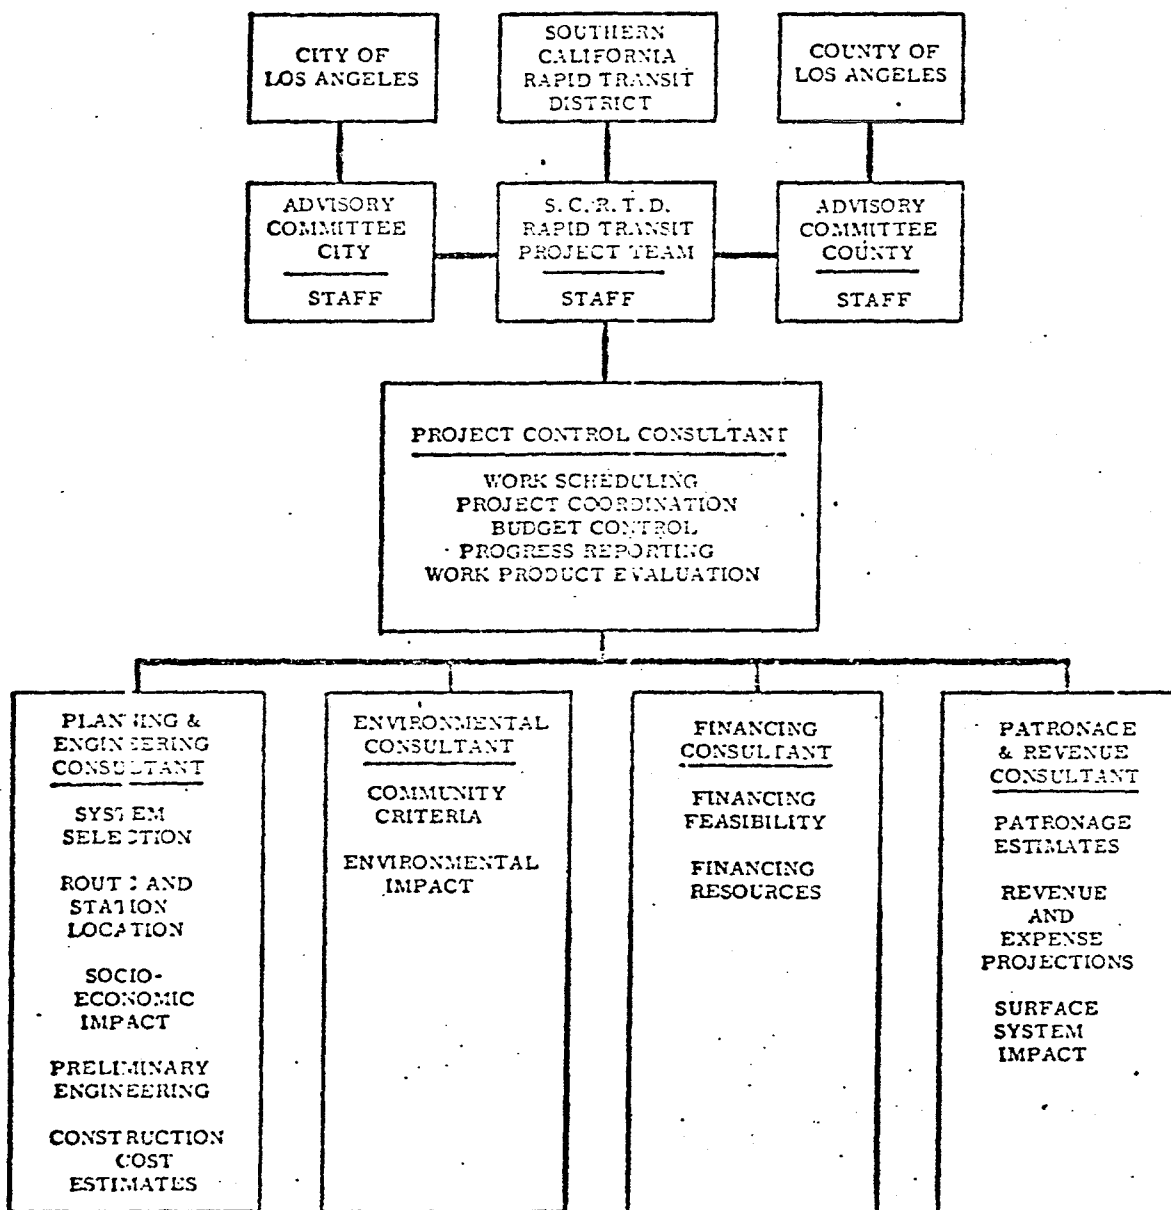 CITY OF
LOS ANGELES
SOUTHERN
CALIFORNIA
RAPID TRANSIT
DISTRICT
COUNTY OF
LOS ANGELES
ADVISORY
COMMITTEE
CITY
STAFF
S. C. R. T. D.
RAPID TRANSIT
PROJECT TEAM
STAFF
ADVISORY
COMMITTEE
COUNTY
STAFF
PROJECT CONTROL CONSULTANT
WORK SCHEDULING
PROJECT COORDINATION
BUDGET CONTROL
PROGRESS REPORTING
WORK PRODUCT EVALUATION
PLANNING &
ENGINEERING
CONSULTANT
SYSTEM
SELECTION
ROUTE AND
STATION
LOCATION
SOCIO-
ECONOMIC
IMPACT
PRELIMINARY
ENGINEERING
CONSTRUCTION
COST
ESTIMATES
ENVIRONMENTAL
CONSULTANT
COMMUNITY
CRITERIA
ENVIRONMENTAL
IMPACT
FINANCING
CONSULTANT
FINANCING
FEASIBILITY
FINANCING
RESOURCES
PATRONAGE
& REVENUE
CONSULTANT
PATRONAGE
ESTIMATES
REVENUE
AND
EXPENSE
PROJECTIONS
SURFACE
SYSTEM
IMPACT